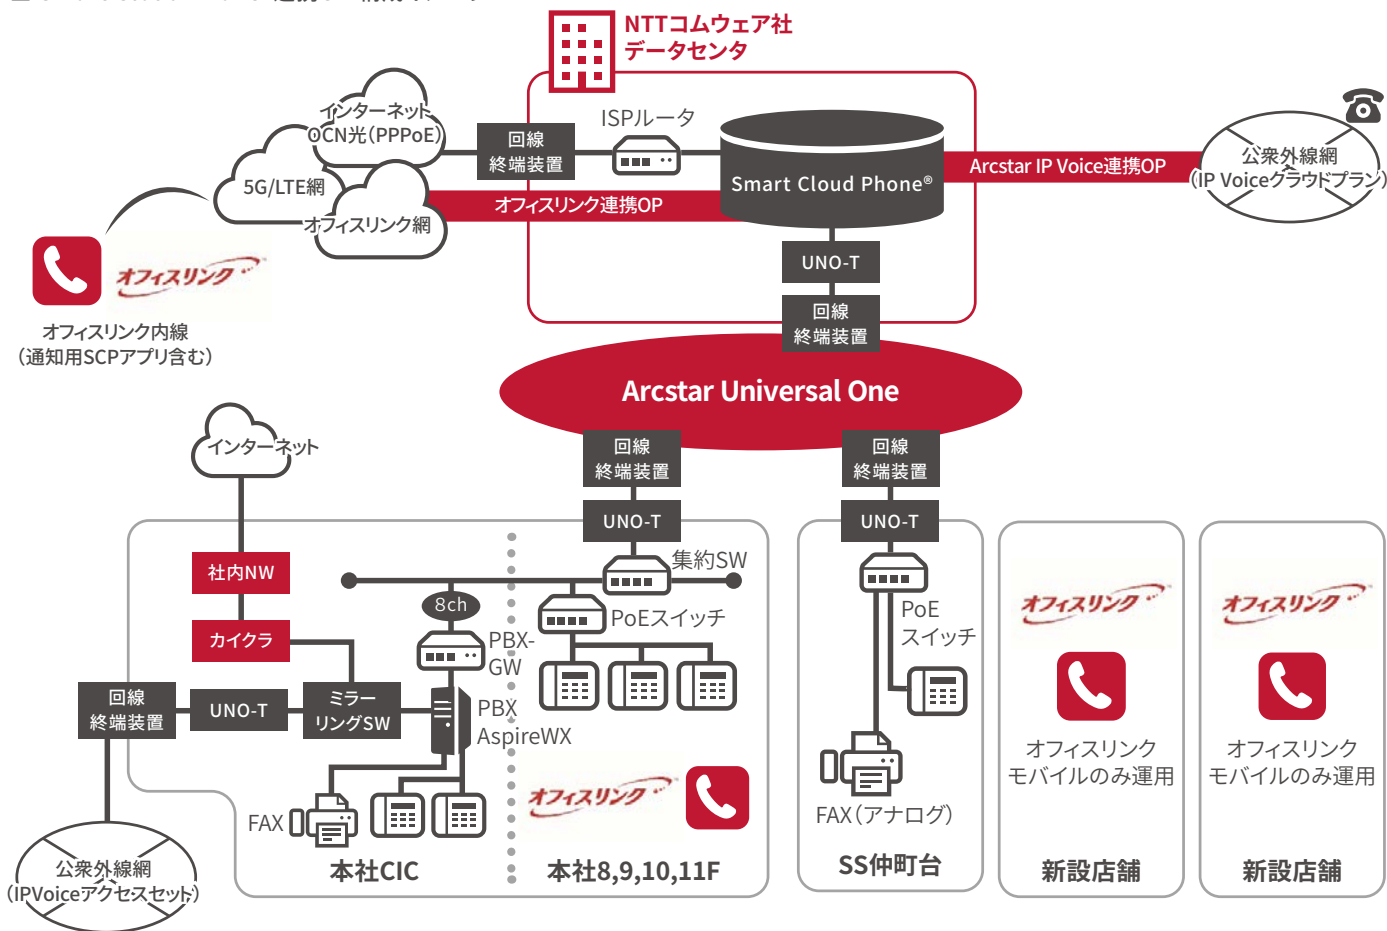 NTTコムウェア社
データセンタ
インターネット
OCN光(PPPoE)
回線
終端装置
ISPルータ
5G/LTE網
オフィスリンク網
オフィスリンク連携OP
Smart Cloud Phone®
Arcstar IP Voice連携OP
公衆外線網
(IP Voiceクラウドプラン)
オフィスリンク
オフィスリンク内線
(通知用SCPアプリ含む)
UNO-T
回線
終端装置
Arcstar Universal One
インターネット
回線
終端装置
回線
終端装置
UNO-T
UNO-T
社内NW
集約SW
カイクラ
8ch
PBX-
GW
PoEスイッチ
PoE
スイッチ
回線
終端装置
UNO-T
ミラー
リングSW
PBX
AspireWX
FAX
オフィスリンク
FAX(アナログ)
オフィスリンク
オフィスリンク
モバイルのみ運用
オフィスリンク
オフィスリンク
モバイルのみ運用
公衆外線網
(IPVoiceアクセスセット)
本社CIC
本社8,9,10,11F
SS仲町台
新設店舗
新設店舗